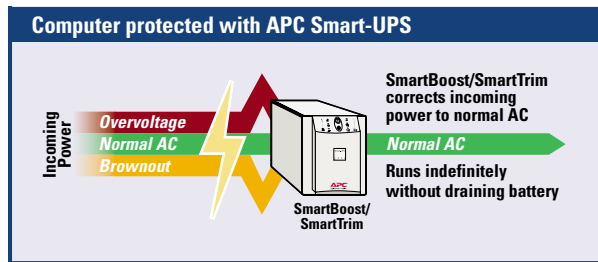 Computer protected with APC Smart-UPS
Incoming
Power
Overvoltage
Normal AC
Brownout
APC
SmartBoost/
SmartTrim
SmartBoost/SmartTrim
corrects incoming
power to normal AC
Normal AC
Runs indefinitely
without draining battery